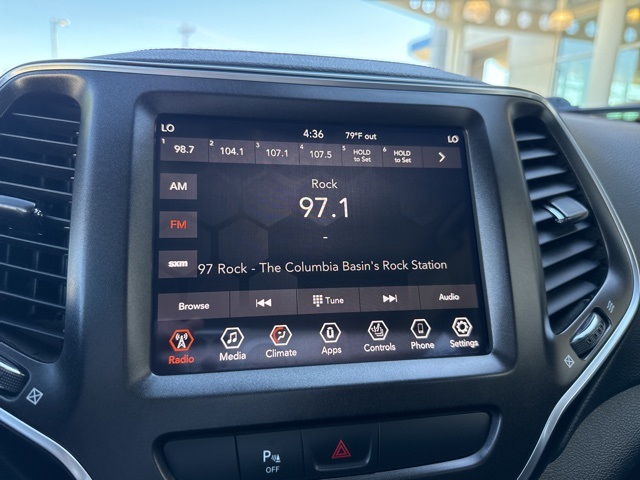 LO 4:36 79°F out LO
1 98.7 2 104.1 3 107.1 4 107.5 5 HOLD to Set 6 HOLD to Set
AM
Rock
97.1
FM
-
sxm
97 Rock - The Columbia Basin's Rock Station
Browse Tune Audio
Radio Media Climate Apps Controls Phone Settings
P OFF